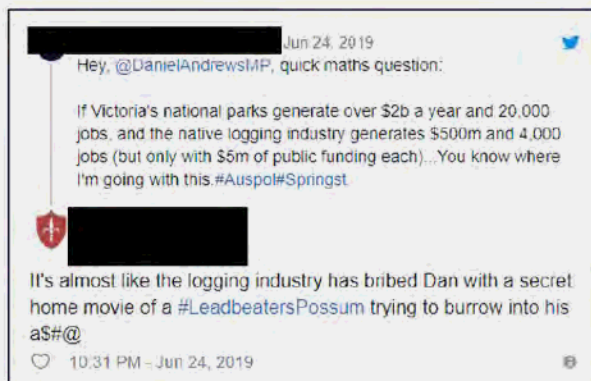 Jun 24, 2019
Hey, @DanielAndrewsMP, quick maths question:
If Victoria's national parks generate over $2b a year and 20,000
jobs, and the native logging industry generates $500m and 4,000
jobs (but only with $5m of public funding each)...You know where
I'm going with this.#Auspol#Springst
It's almost like the logging industry has bribed Dan with a secret
home movie of a #LeadbeatersPossum trying to burrow into his
a$#@
10:31 PM - Jun 24, 2019